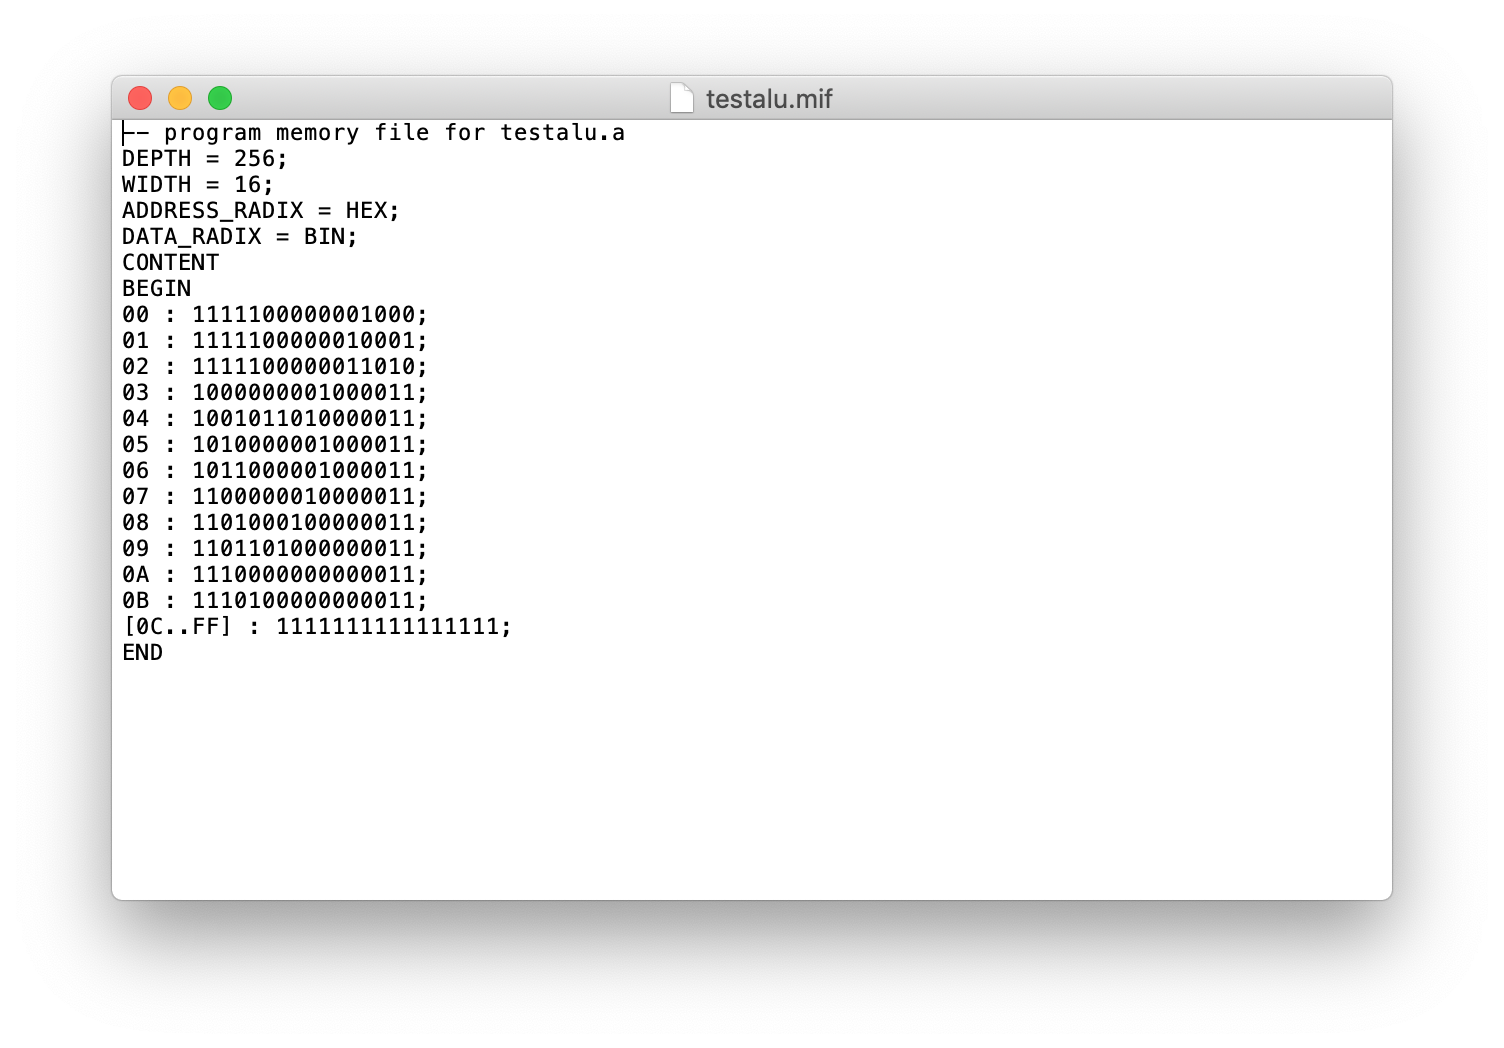 testalu.mif
-- program memory file for testalu.a
DEPTH = 256;
WIDTH = 16;
ADDRESS_RADIX = HEX;
DATA_RADIX = BIN;
CONTENT
BEGIN
00 : 1111100000001000;
01 : 1111100000010001;
02 : 1111100000011010;
03 : 1000000001000011;
04 : 1001011010000011;
05 : 1010000001000011;
06 : 1011000001000011;
07 : 1100000010000011;
08 : 1101000100000011;
09 : 1101101000000011;
0A : 1110000000000011;
0B : 1110100000000011;
[0C..FF] : 1111111111111111;
END